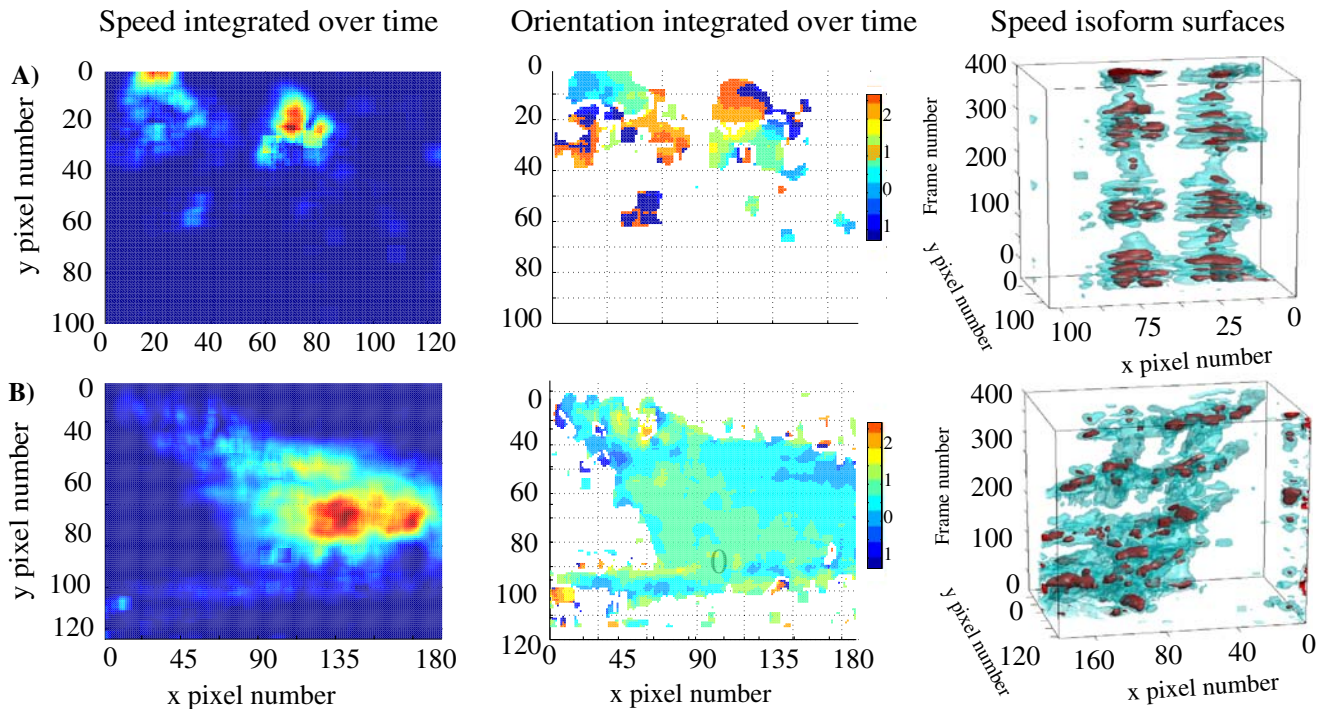 Speed integrated over time
Orientation integrated over time
Speed isoform surfaces
A)
y pixel number
0
20
40
60
80
100
0 20 40 60 80 100 120
0
20
40
60
80
100
2
1
0
1
Frame number
400
300
200
100
0
0
y pixel number
100
100 75 25 0
x pixel number
B)
y pixel number
0
40
60
80
100
120
0 45 90 135 180
x pixel number
0
20
40
60
80
100
120
0
0 45 90 135 180
x pixel number
2
1
0
1
Frame number
400
300
200
100
0
0
y pixel number
120
160 80 40 0
x pixel number